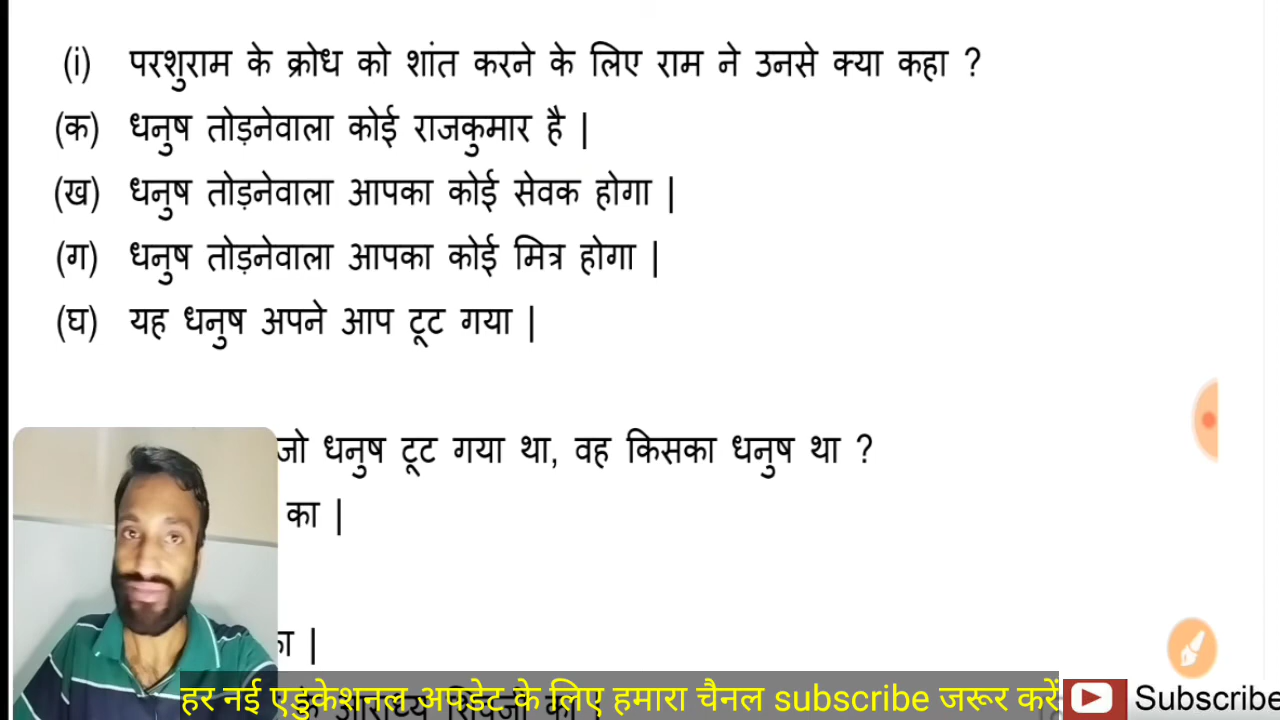 (i) परशुराम के क्रोध को शांत करने के लिए राम ने उनसे क्या कहा ?
(क) धनुष तोड़नेवाला कोई राजकुमार है |
(ख) धनुष तोड़नेवाला आपका कोई सेवक होगा |
(ग) धनुष तोड़नेवाला आपका कोई मित्र होगा |
(घ) यह धनुष अपने आप टूट गया |
जो धनुष टूट गया था, वह किसका धनुष था ?
का |
का |
हर नई एडुकेशनल अपडेट के लिए हमारा चैनल subscribe जरूर करें
Subscribe